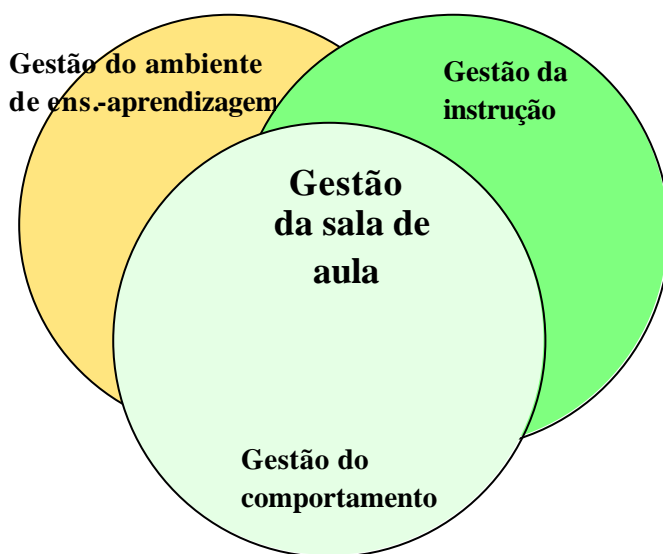 Gestão do ambiente
de ens.-aprendizagem
Gestão da
instrução
Gestão
da sala de
aula
Gestão do
comportamento